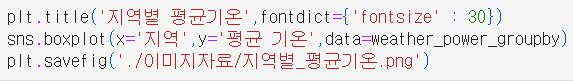 plt.title('지역별 평균기온',fontdict={'fontsize' : 30})
sns.boxplot(x='지역',y='평균 기온',data=weather_power_groupby)
plt.savefig('./이미지자료/지역별_평균기온.png')